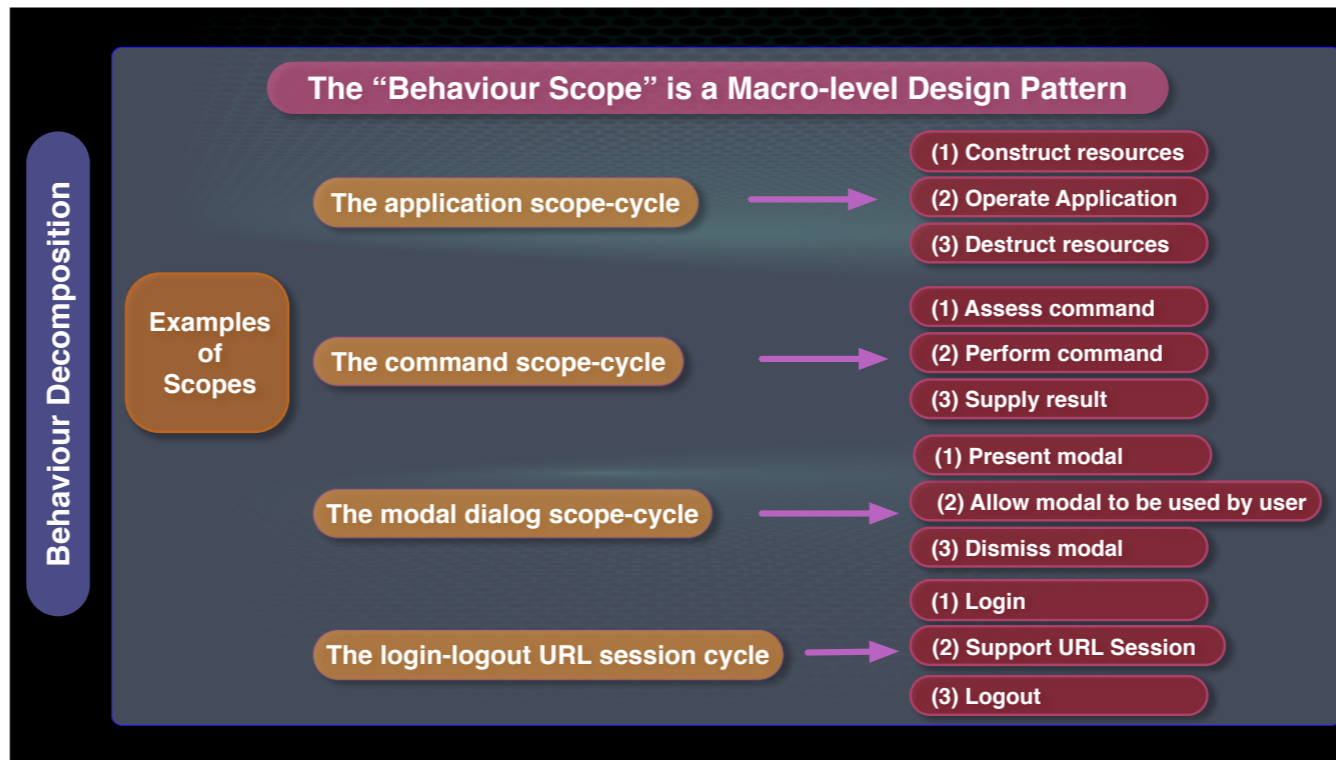 The “Behaviour Scope” is a Macro-level Design Pattern
Behaviour Decomposition
Examples
of
Scopes
The application scope-cycle
(1) Construct resources
(2) Operate Application
(3) Destruct resources
The command scope-cycle
(1) Assess command
(2) Perform command
(3) Supply result
The modal dialog scope-cycle
(1) Present modal
(2) Allow modal to be used by user
(3) Dismiss modal
The login-logout URL session cycle
(1) Login
(2) Support URL Session
(3) Logout